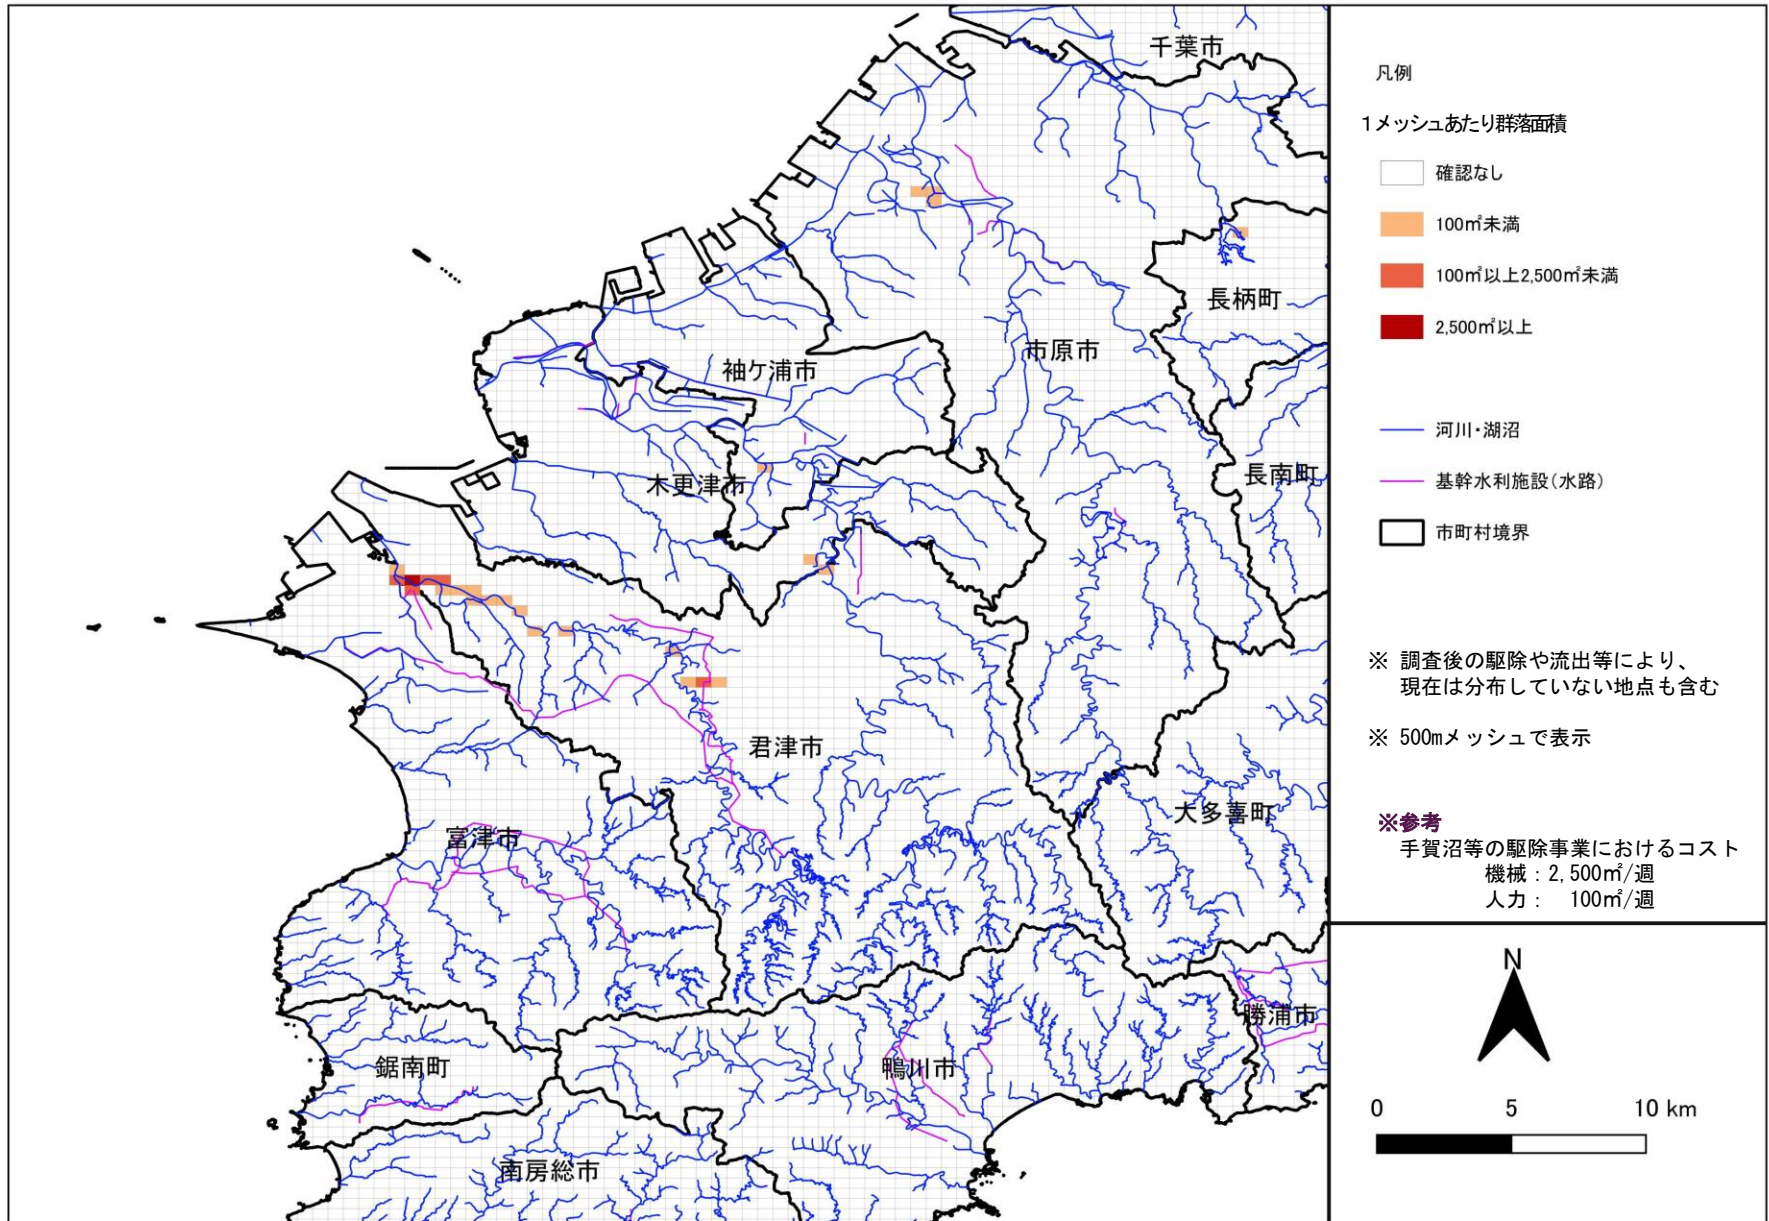 千葉市
長柄町
市原市
袖ケ浦市
長南町
木更津市
君津市
大多喜町
富津市
勝浦市
鋸南町
鴨川市
南房総市
凡例
1メッシュあたり群落面積
確認なし
100㎡未満
100㎡以上2,500㎡未満
2,500㎡以上
河川・湖沼
基幹水利施設(水路)
市町村境界
※ 調査後の駆除や流出等により、
現在は分布していない地点も含む
※ 500mメッシュで表示
※参考
手賀沼等の駆除事業におけるコスト
機械：2,500㎡/週
人力： 100㎡/週
N
0 5 10 km